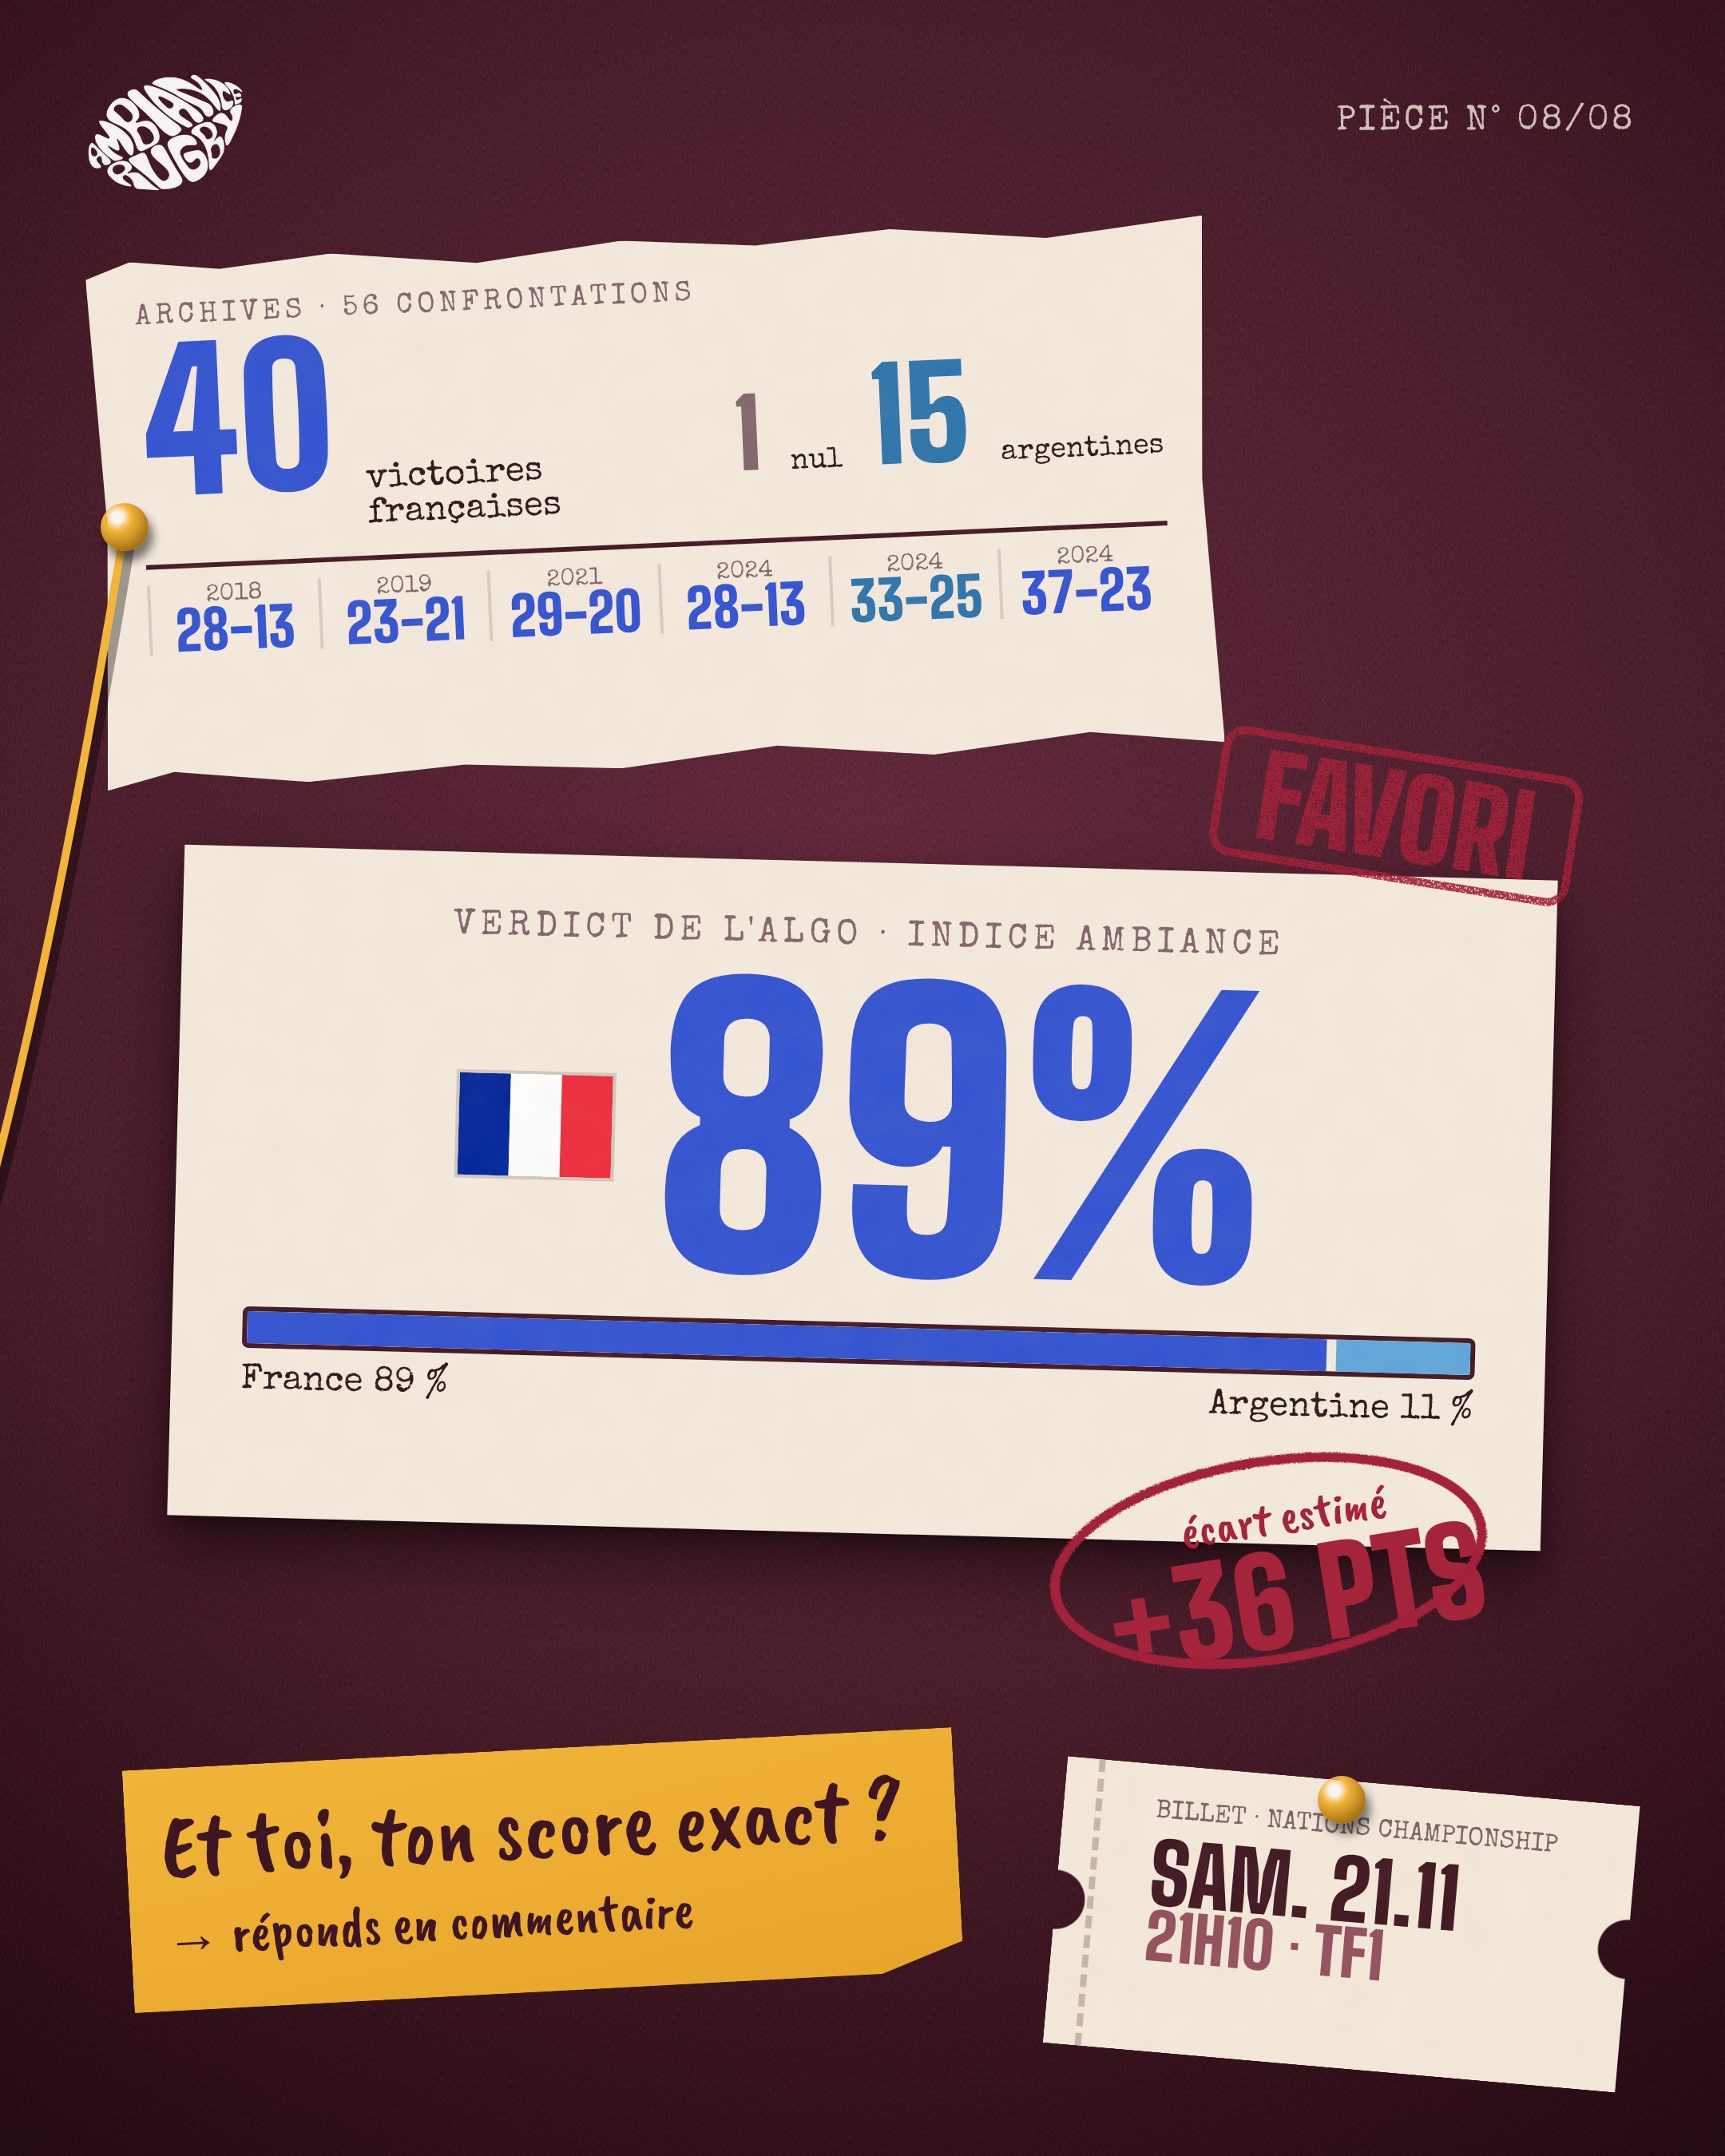 AMBIANCE
RUGBY
PIÈCE N° 08/08
ARCHIVES · 56 CONFRONTATIONS
40 victoires françaises
1 nul
15 argentines
2018
28–13
2019
23–21
2021
29–20
2024
28–13
2024
33–25
2024
37–23
FAVORI
VERDICT DE L'ALGO · INDICE AMBIANCE
89%
France 89 %
Argentine 11 %
écart estimé
+36 PTS
Et toi, ton score exact ?
→ réponds en commentaire
BILLET · NATIONS CHAMPIONSHIP
SAM. 21.11
21H10 · TF1